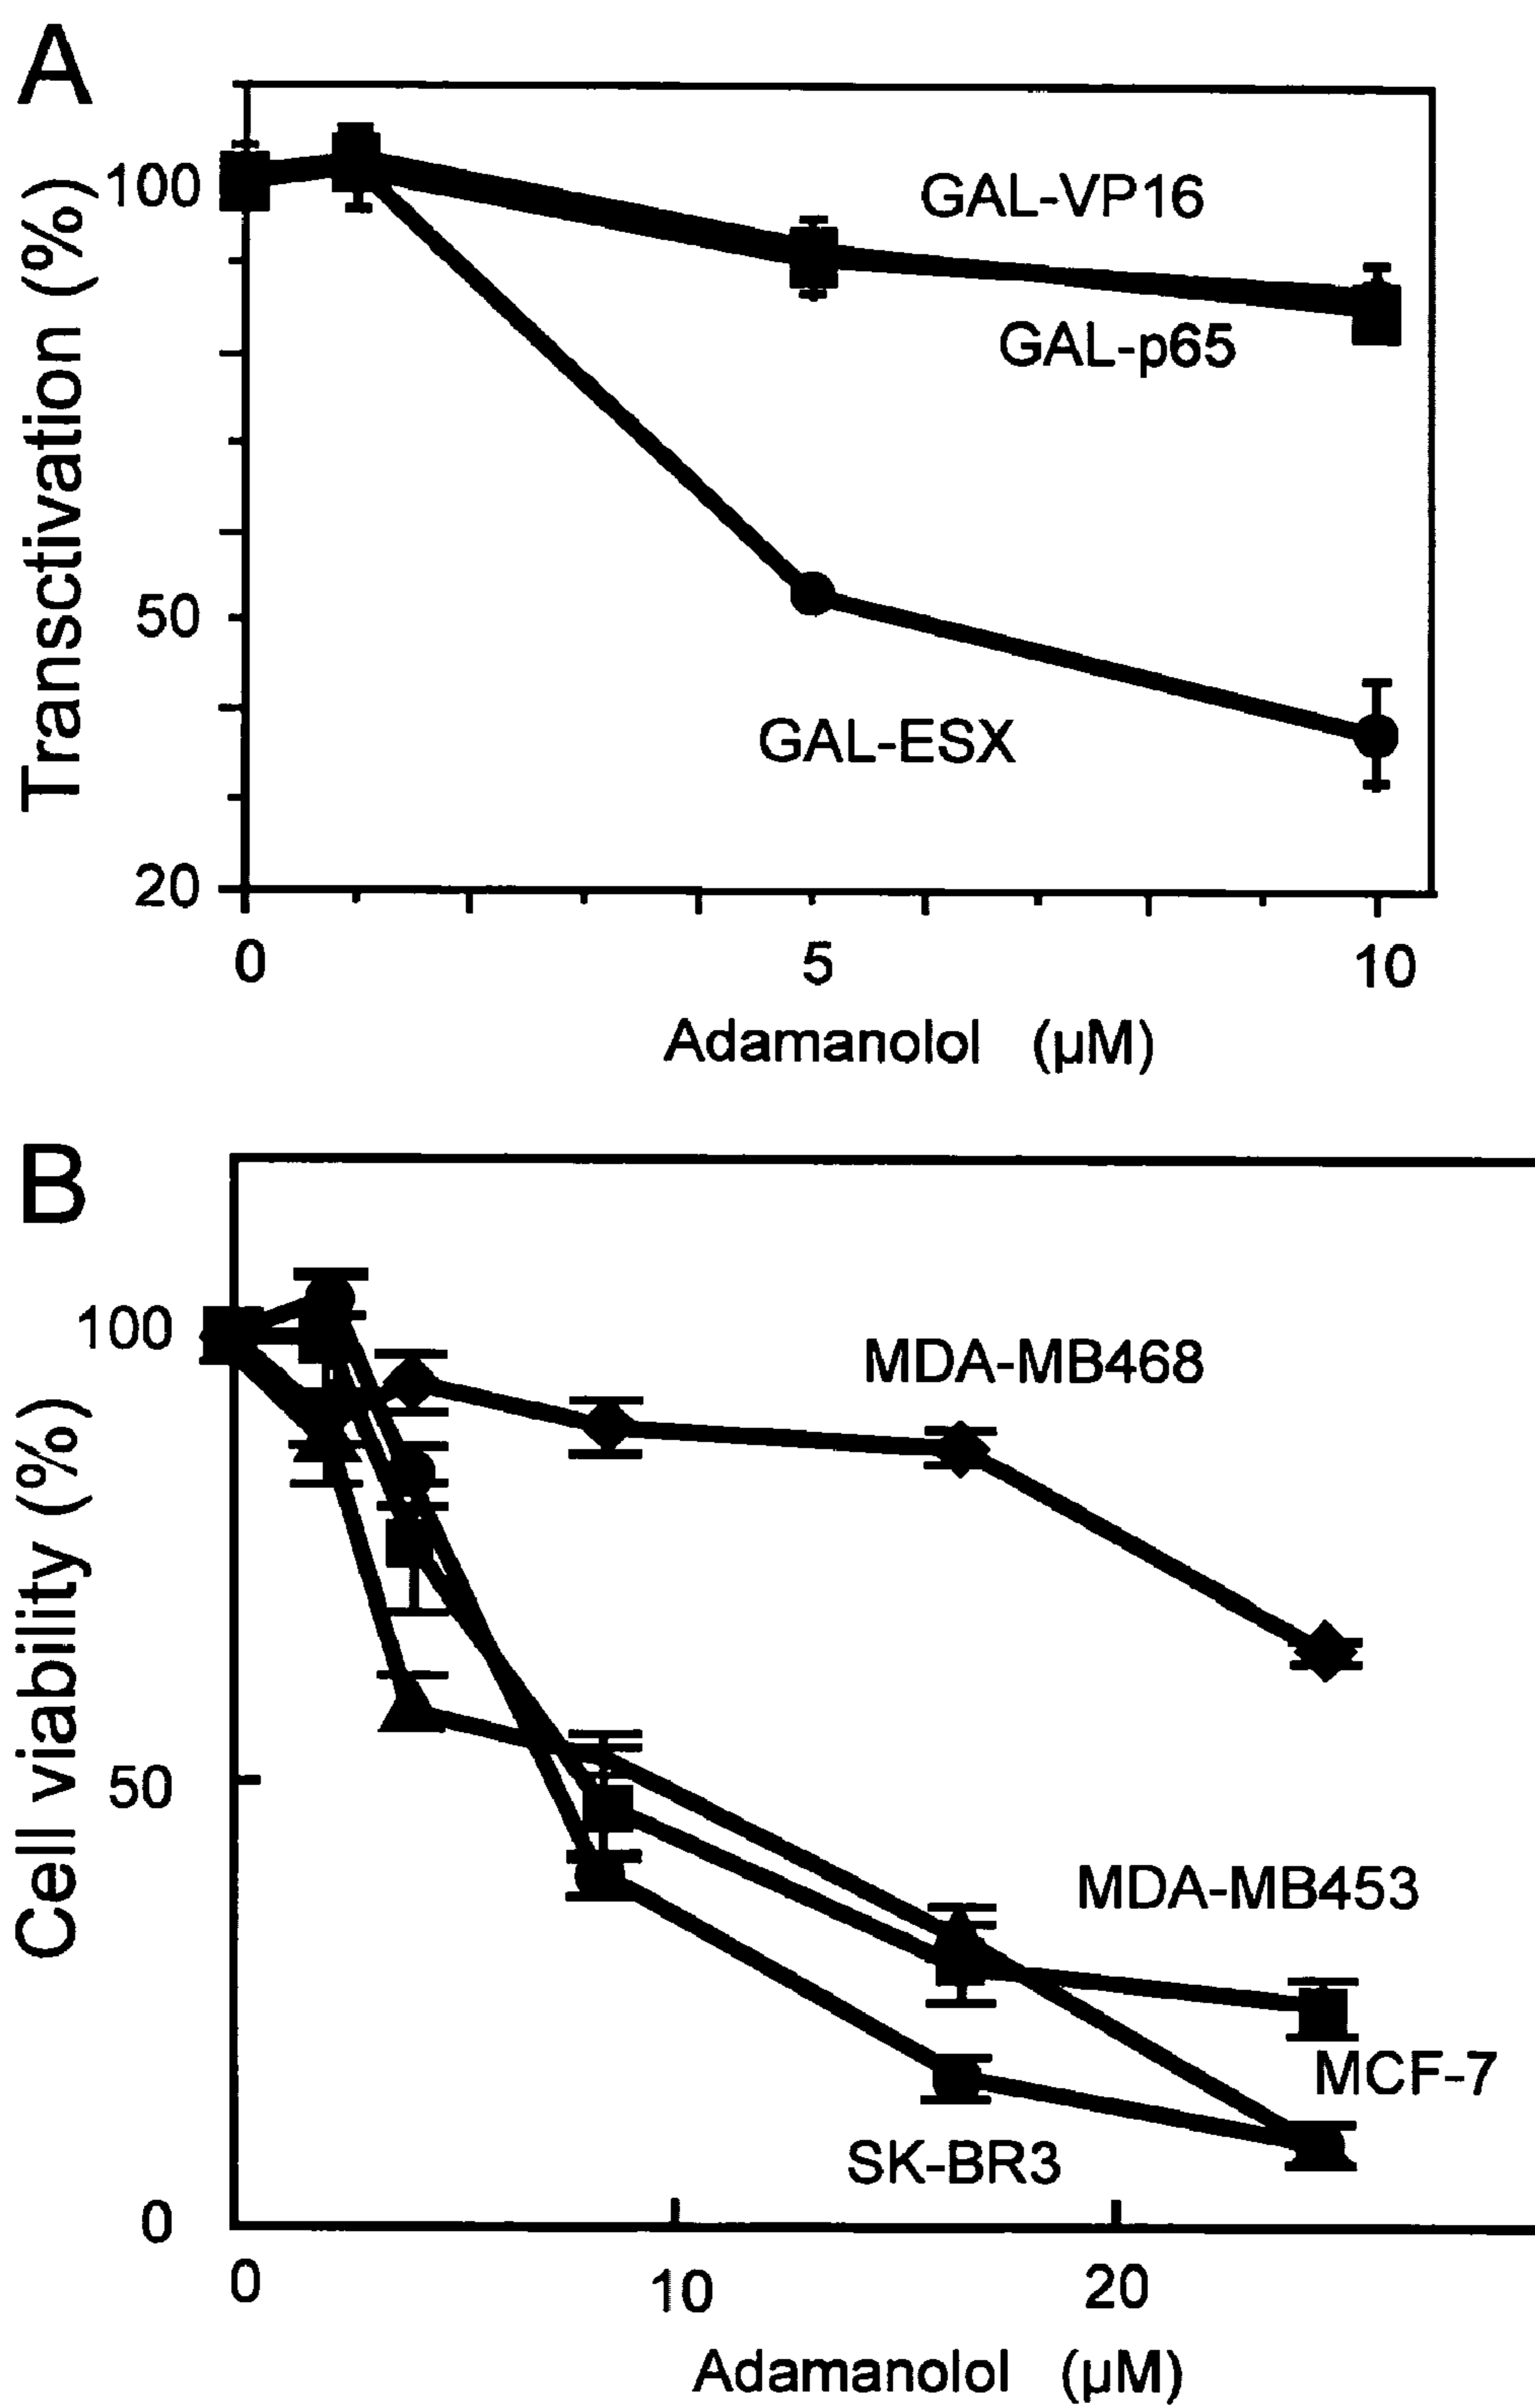 A
Transctivation (%)
100
50
20
GAL-VP16
GAL-p65
GAL-ESX
0 5 10
Adamanolol (µM)
B
Cell viability (%)
100
50
0
MDA-MB468
MDA-MB453
MCF-7
SK-BR3
0 10 20
Adamanolol (µM)